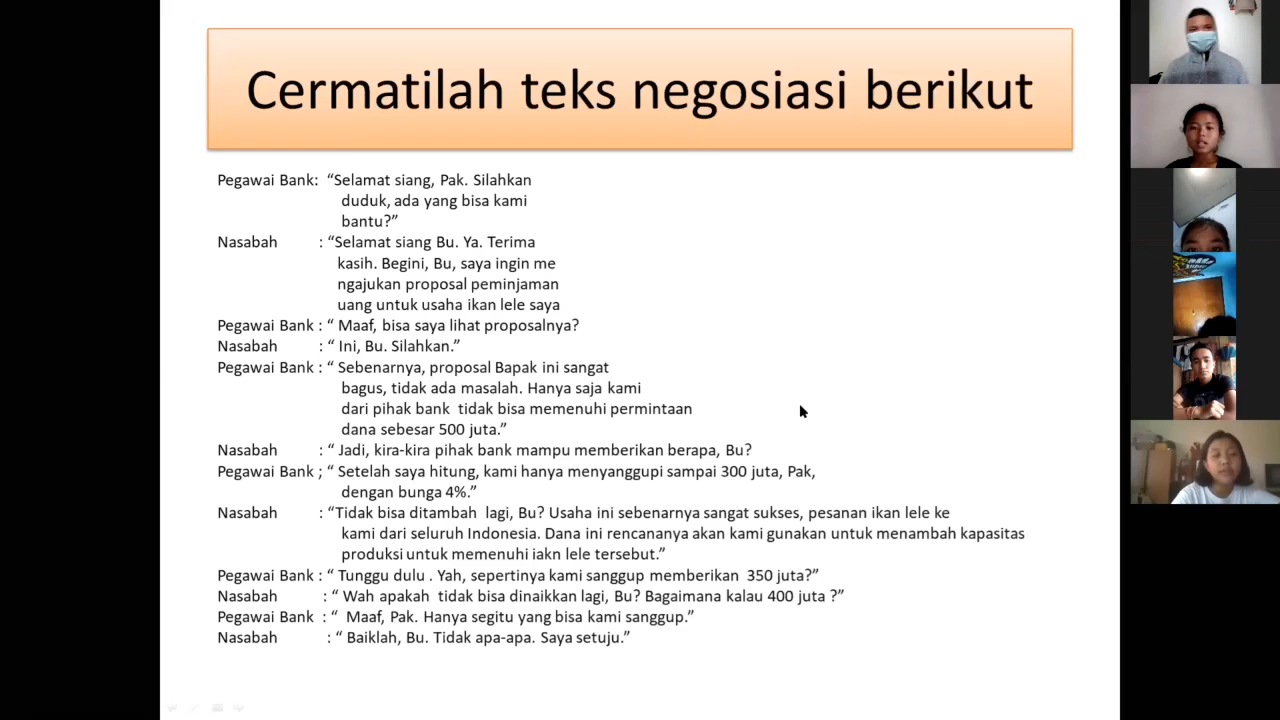 Cermatilah teks negosiasi berikut
Pegawai Bank: “Selamat siang, Pak. Silahkan
duduk, ada yang bisa kami
bantu?”
Nasabah : “Selamat siang Bu. Ya. Terima
kasih. Begini, Bu, saya ingin me
ngajukan proposal peminjaman
uang untuk usaha ikan lele saya
Pegawai Bank : “ Maaf, bisa saya lihat proposalnya?
Nasabah : “ Ini, Bu. Silahkan.”
Pegawai Bank : “ Sebenarnya, proposal Bapak ini sangat
bagus, tidak ada masalah. Hanya saja kami
dari pihak bank tidak bisa memenuhi permintaan
dana sebesar 500 juta.”
Nasabah : “ Jadi, kira-kira pihak bank mampu memberikan berapa, Bu?
Pegawai Bank ; “ Setelah saya hitung, kami hanya menyanggupi sampai 300 juta, Pak,
dengan bunga 4%.”
Nasabah : “Tidak bisa ditambah lagi, Bu? Usaha ini sebenarnya sangat sukses, pesanan ikan lele ke
kami dari seluruh Indonesia. Dana ini rencananya akan kami gunakan untuk menambah kapasitas
produksi untuk memenuhi iakn lele tersebut.”
Pegawai Bank : “ Tunggu dulu . Yah, sepertinya kami sanggup memberikan 350 juta?”
Nasabah : “ Wah apakah tidak bisa dinaikkan lagi, Bu? Bagaimana kalau 400 juta ?”
Pegawai Bank : “ Maaf, Pak. Hanya segitu yang bisa kami sanggup.”
Nasabah : “ Baiklah, Bu. Tidak apa-apa. Saya setuju.”